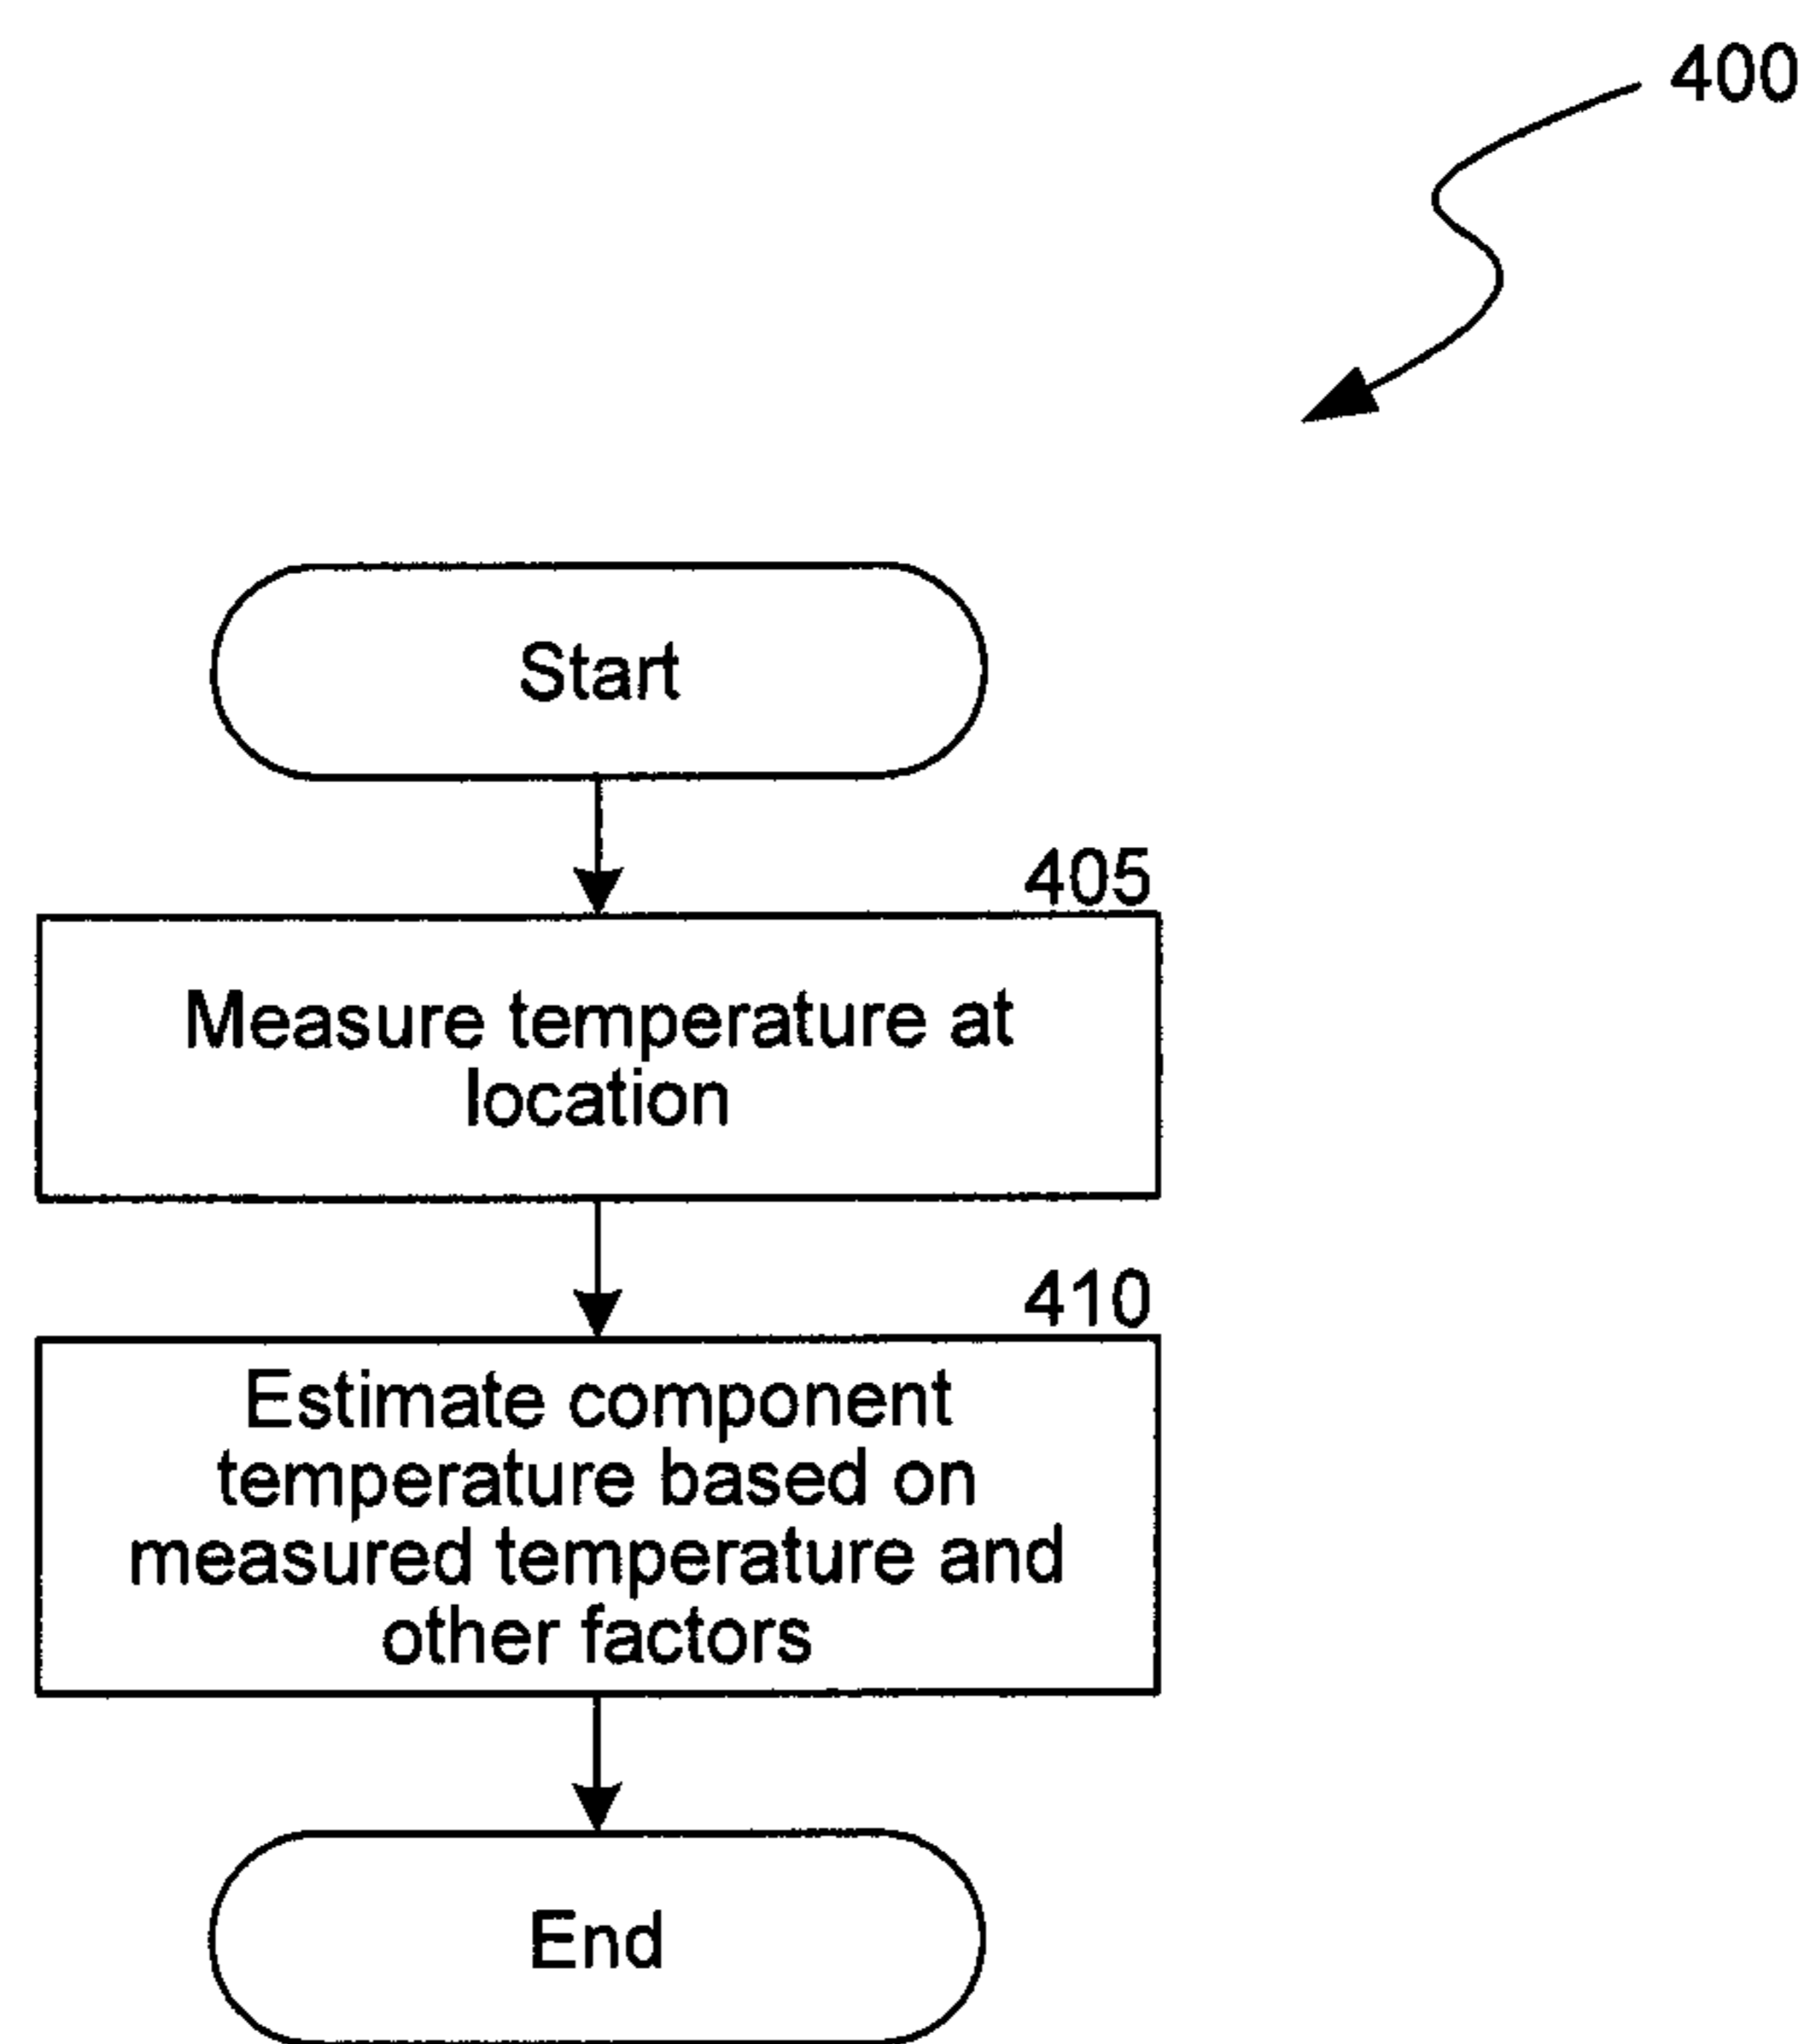 400
Start
405
Measure temperature at
location
410
Estimate component
temperature based on
measured temperature and
other factors
End